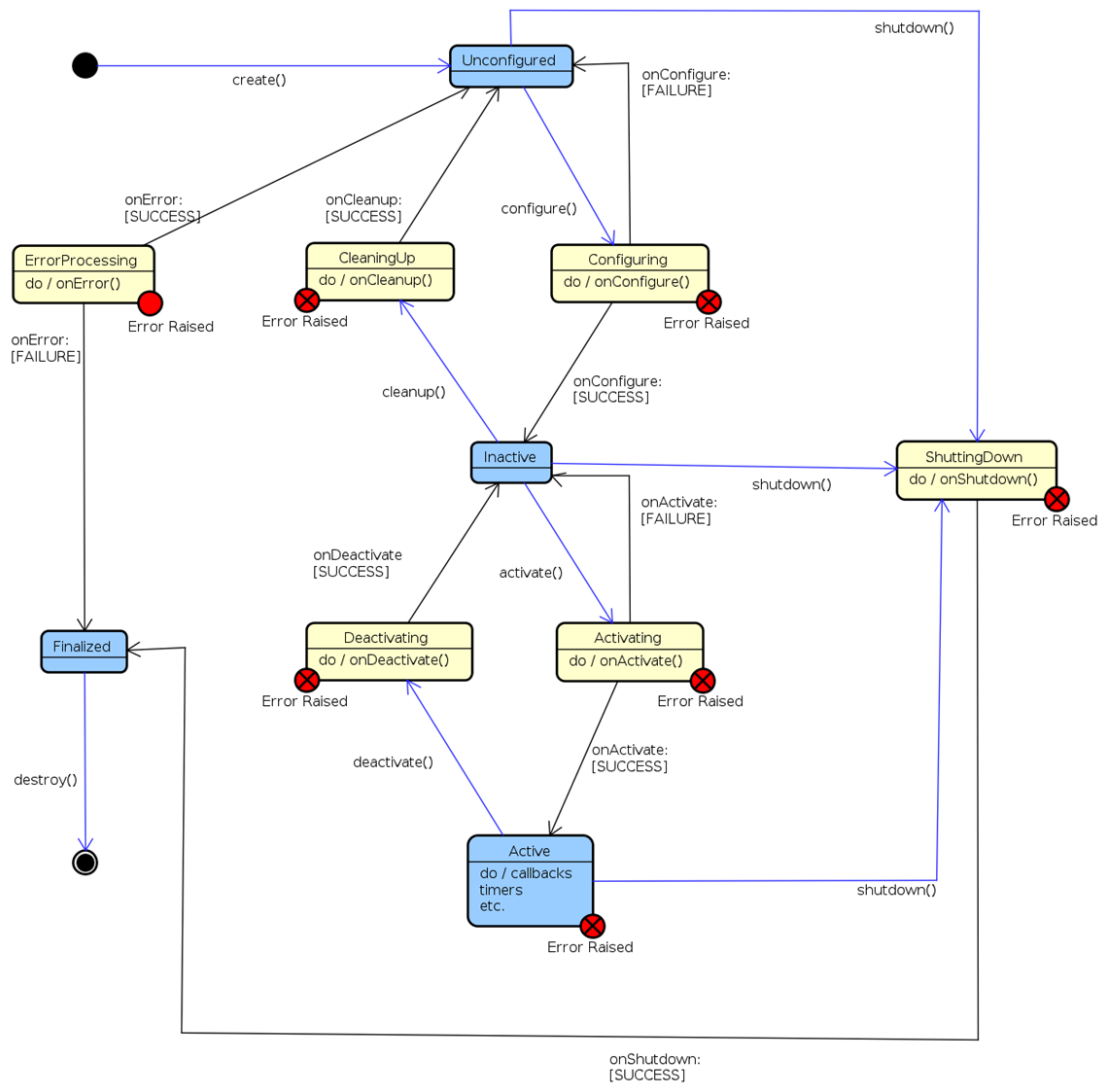 shutdown()
Unconfigured
create()
onConfigure:
[FAILURE]
onError:
[SUCCESS]
onCleanup:
[SUCCESS]
configure()
ErrorProcessing
do / onError()
Error Raised
CleaningUp
do / onCleanup()
Error Raised
Configuring
do / onConfigure()
Error Raised
onError:
[FAILURE]
cleanup()
onConfigure:
[SUCCESS]
Inactive
shutdown()
ShuttingDown
do / onShutdown()
Error Raised
onActivate:
[FAILURE]
onDeactivate
[SUCCESS]
activate()
Finalized
Deactivating
do / onDeactivate()
Error Raised
Activating
do / onActivate()
Error Raised
onActivate:
[SUCCESS]
deactivate()
destroy()
Active
do / callbacks
timers
etc.
Error Raised
shutdown()
onShutdown:
[SUCCESS]